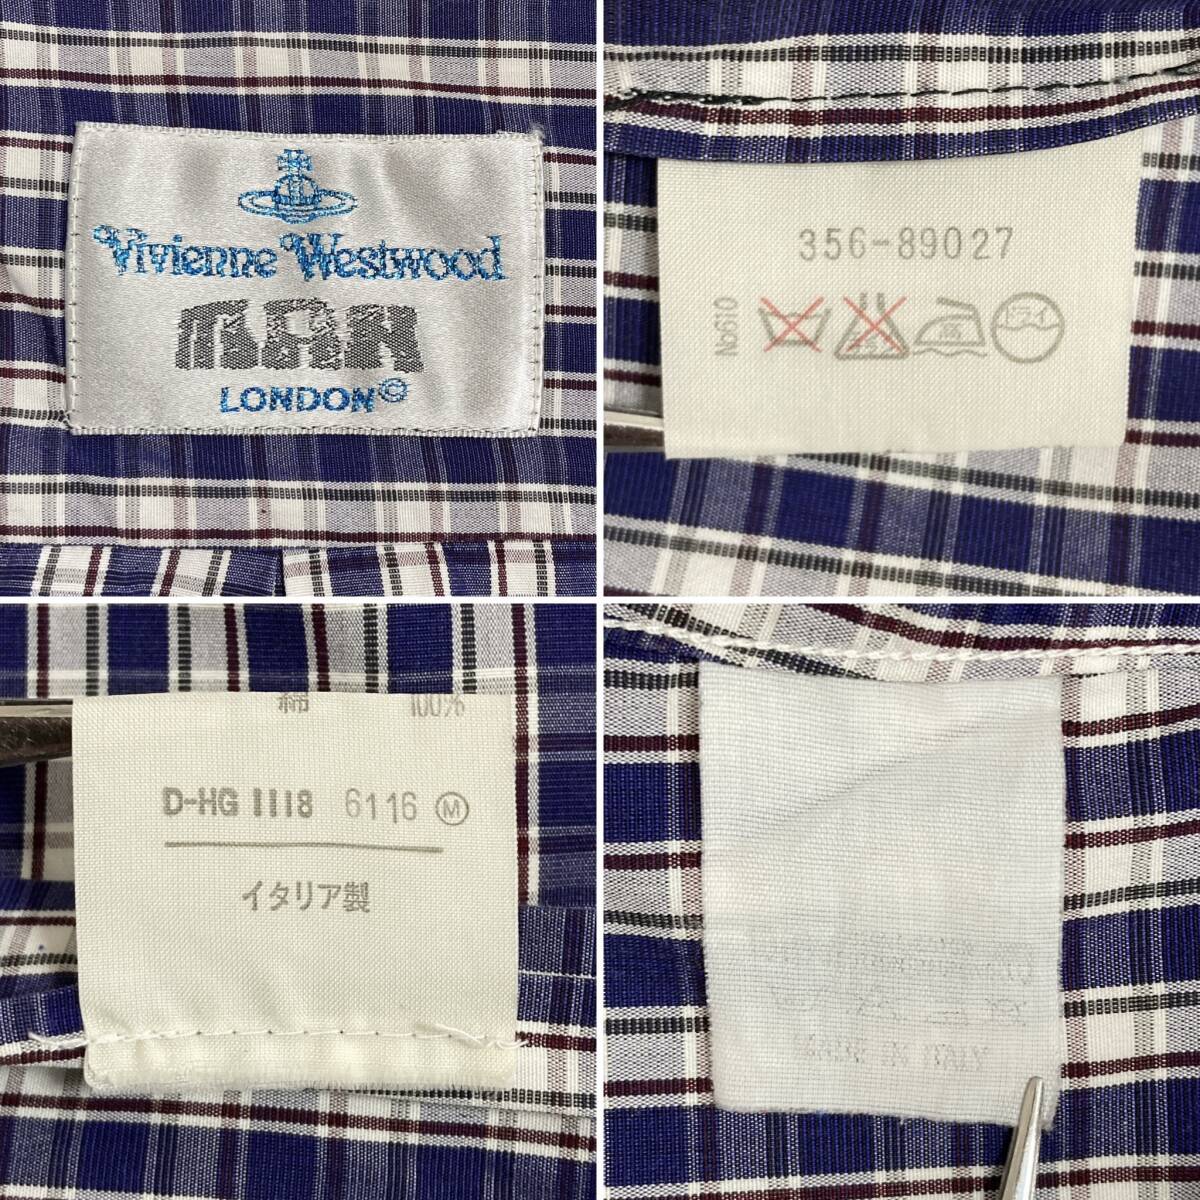 Vivienne Westwood
MAN
LONDON©
356-89027
No610
ドライ
綿 100%
D-HG 1118 6116 Ⓜ
イタリア製
MADE IN ITALY